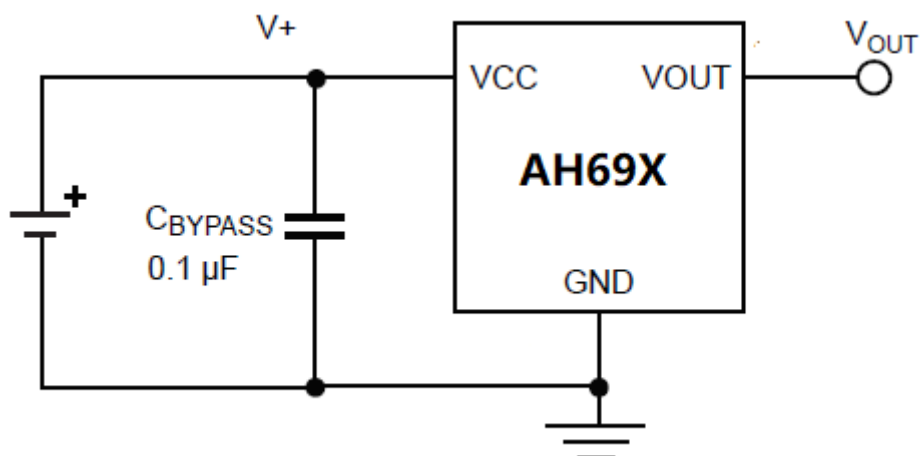 V+
VOUT
VCC
VOUT
AH69X
+
CBYPASS
0.1 µF
GND